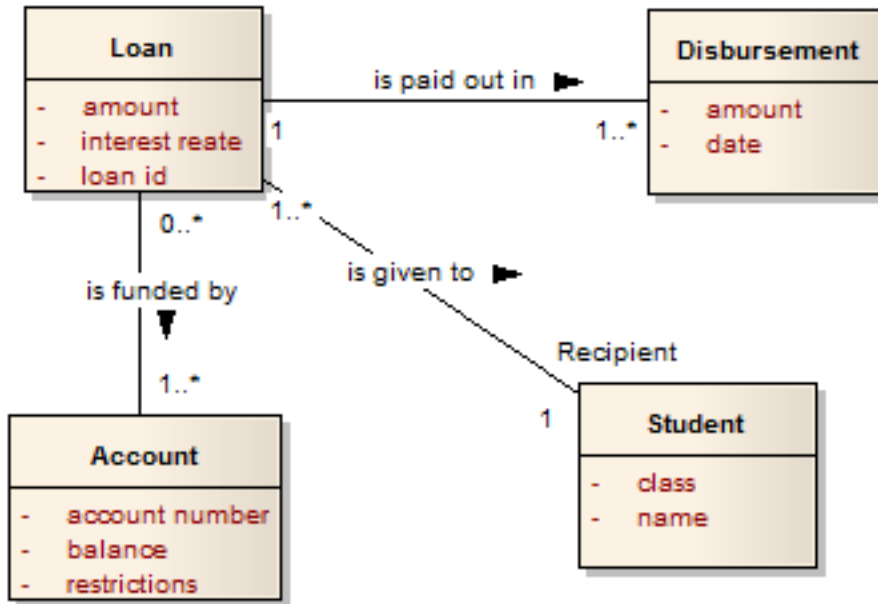 Loan
- amount
- interest reate
- loan id
is paid out in
1
1..*
Disbursement
- amount
- date
0..*
is funded by
1..*
1..*
is given to
Recipient
1
Account
- account number
- balance
- restrictions
Student
- class
- name